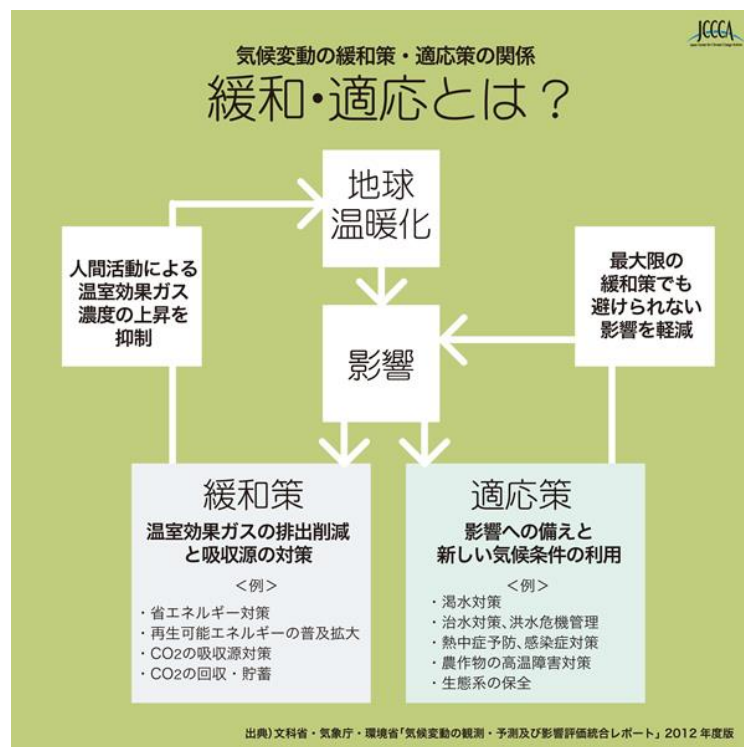 JCCCA
気候変動の緩和策・適応策の関係
緩和・適応とは？
地球
温暖化
人間活動による
温室効果ガス
濃度の上昇を
抑制
最大限の
緩和策でも
避けられない
影響を軽減
影響
緩和策
温室効果ガスの排出削減
と吸収源の対策
＜例＞
・省エネルギー対策
・再生可能エネルギーの普及拡大
・CO2の吸収源対策
・CO2の回収・貯蓄
適応策
影響への備えと
新しい気候条件の利用
＜例＞
・渇水対策
・治水対策、洪水危機管理
・熱中症予防、感染症対策
・農作物の高温障害対策
・生態系の保全
出典）文科省・気象庁・環境省「気候変動の観測・予測及び影響評価統合レポート」2012年度版